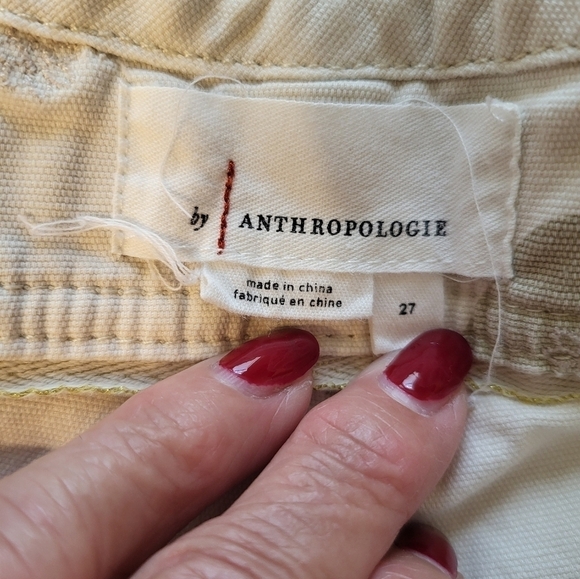 by ANTHROPOLOGIE
made in china
fabriqué en chine
27